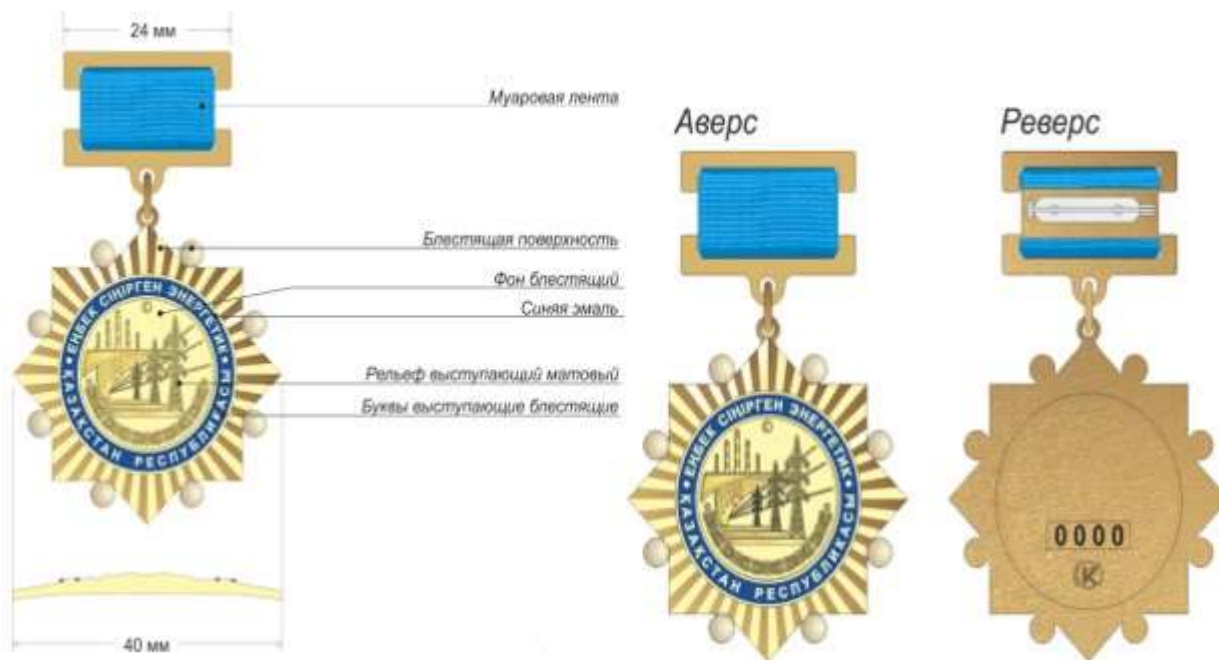 24 мм
Муаровая лента
Аверс
Реверс
Блестящая поверхность
Фон блестящий
Синяя эмаль
Рельеф выступающий матовый
Буквы выступающие блестящие
ЕҢБЕК СІҢІРГЕН ЭНЕРГЕТИК
ҚАЗАҚСТАН РЕСПУБЛИКАСЫ
ЕҢБЕК СІҢІРГЕН ЭНЕРГЕТИК
ҚАЗАҚСТАН РЕСПУБЛИКАСЫ
0000
К
40 мм